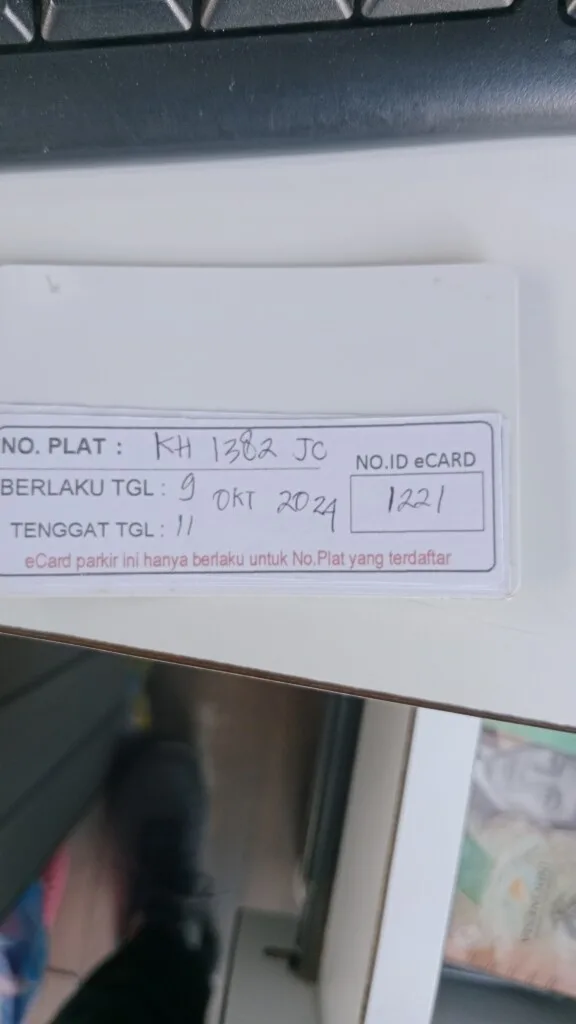 NO. PLAT : KH 1382 JC
NO.ID eCARD
BERLAKU TGL : 9 OKT 2024
1221
TENGGAT TGL : 11
eCard parkir ini hanya berlaku untuk No.Plat yang terdaftar